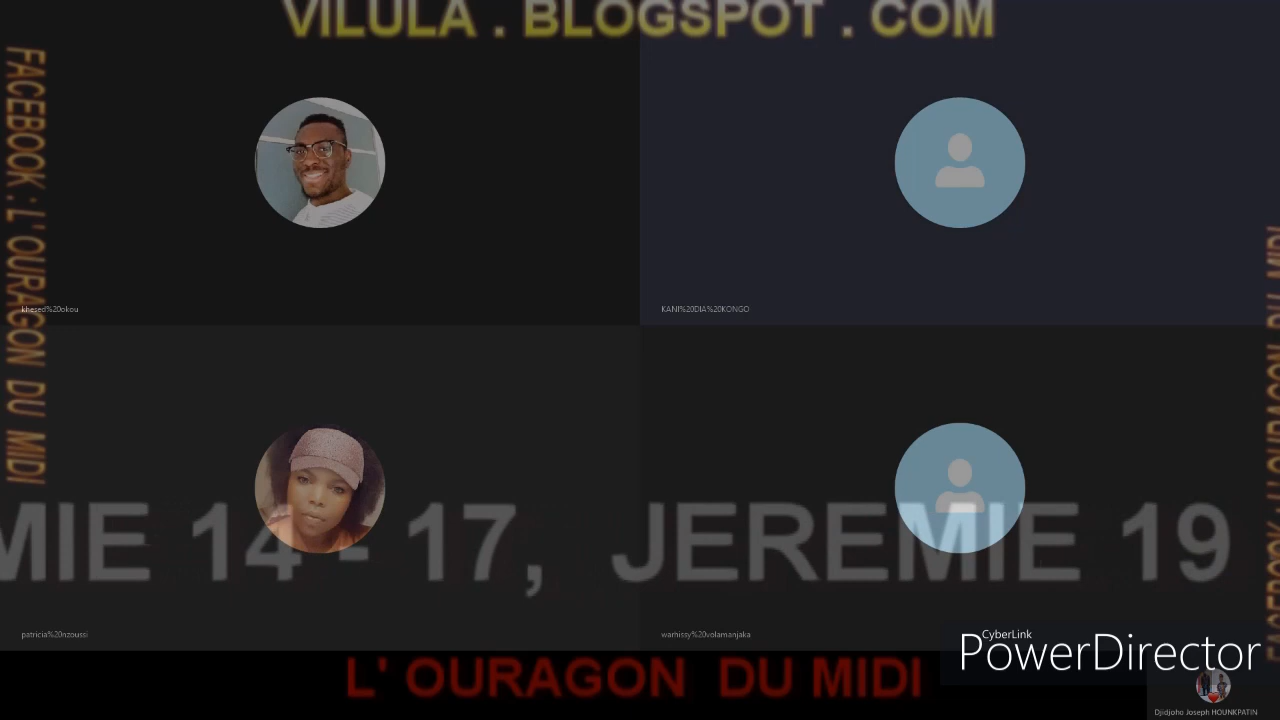 VILULA . BLOGSPOT . COM
FACEBOOK : L' OURAGON DU MIDI
khesed%20okou
KANI%20DIA%20KONGO
MIE 14 - 17, JEREMIE 19
patricia%20nzoussi
warhissy%20volamanjaka
CyberLink
PowerDirector
L' OURAGON DU MIDI
Djidjoho Joseph HOUNKPATIN